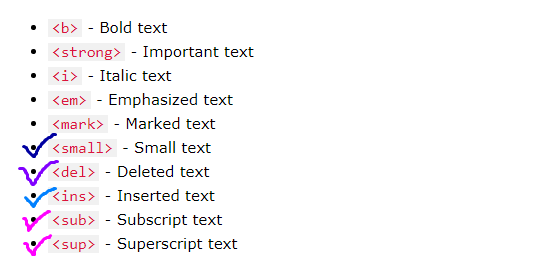 <b> - Bold text
<strong> - Important text
<i> - Italic text
<em> - Emphasized text
<mark> - Marked text
<small> - Small text
<del> - Deleted text
<ins> - Inserted text
<sub> - Subscript text
<sup> - Superscript text